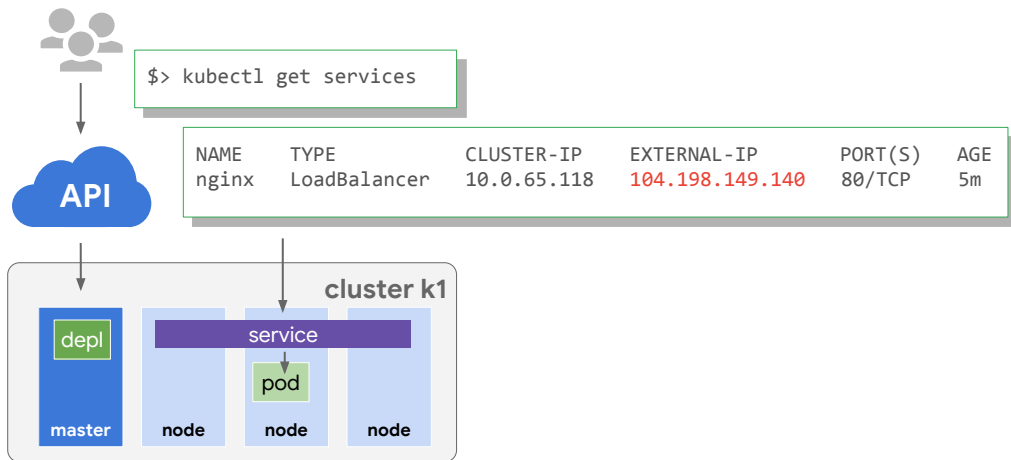 $> kubectl get services
NAME TYPE CLUSTER-IP EXTERNAL-IP PORT(S) AGE
nginx LoadBalancer 10.0.65.118 104.198.149.140 80/TCP 5m
API
cluster k1
depl
service
pod
master node node node